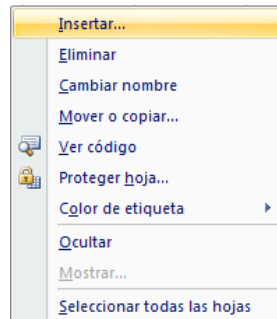 Insertar...
Eliminar
Cambiar nombre
Mover o copiar...
Ver código
Proteger hoja...
Color de etiqueta
Ocultar
Mostrar...
Seleccionar todas las hojas